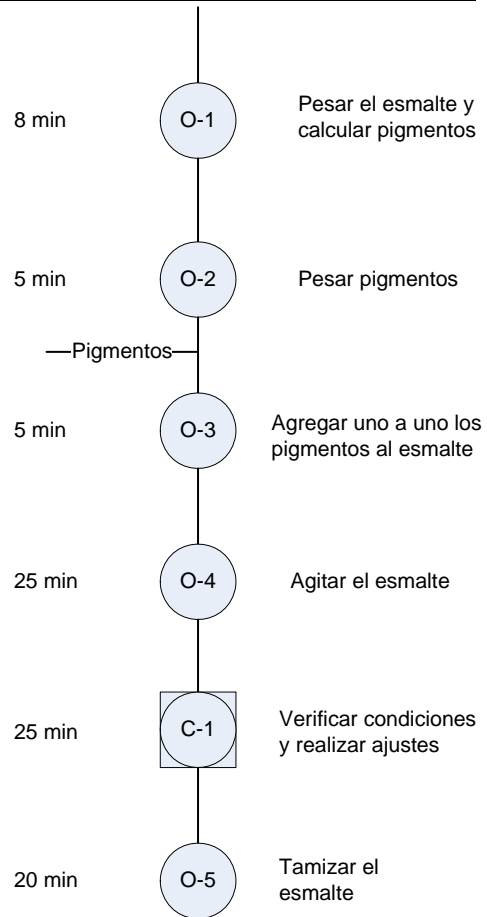 8 min
O-1
Pesar el esmalte y
calcular pigmentos
5 min
O-2
Pesar pigmentos
Pigmentos
5 min
O-3
Agregar uno a uno los
pigmentos al esmalte
25 min
O-4
Agitar el esmalte
25 min
C-1
Verificar condiciones
y realizar ajustes
20 min
O-5
Tamizar el
esmalte